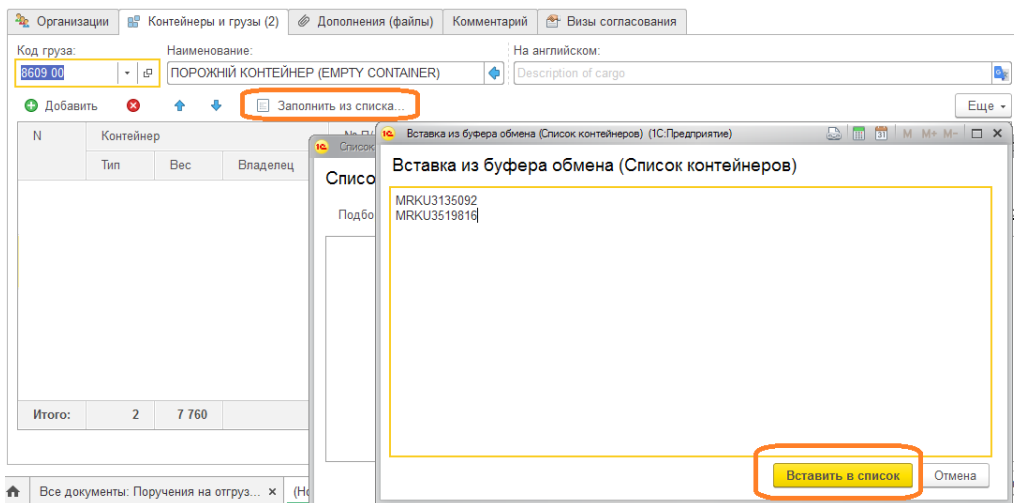 Организации
Контейнеры и грузы (2)
Дополнения (файлы)
Комментарий
Визы согласования
Код груза:
Наименование:
На английском:
8609 00
ПОРОЖНІЙ КОНТЕЙНЕР (EMPTY CONTAINER)
Description of cargo
Добавить
Заполнить из списка...
Еще
N
Контейнер
Тип
Вес
Владелец
Итого:
2
7 760
Список
Подбо
Вставка из буфера обмена (Список контейнеров) (1С:Предприятие)
M M+ M-
Вставка из буфера обмена (Список контейнеров)
MRKU3135092
MRKU3519816
Вставить в список
Отмена
Все документы: Поручения на отгруз... ×